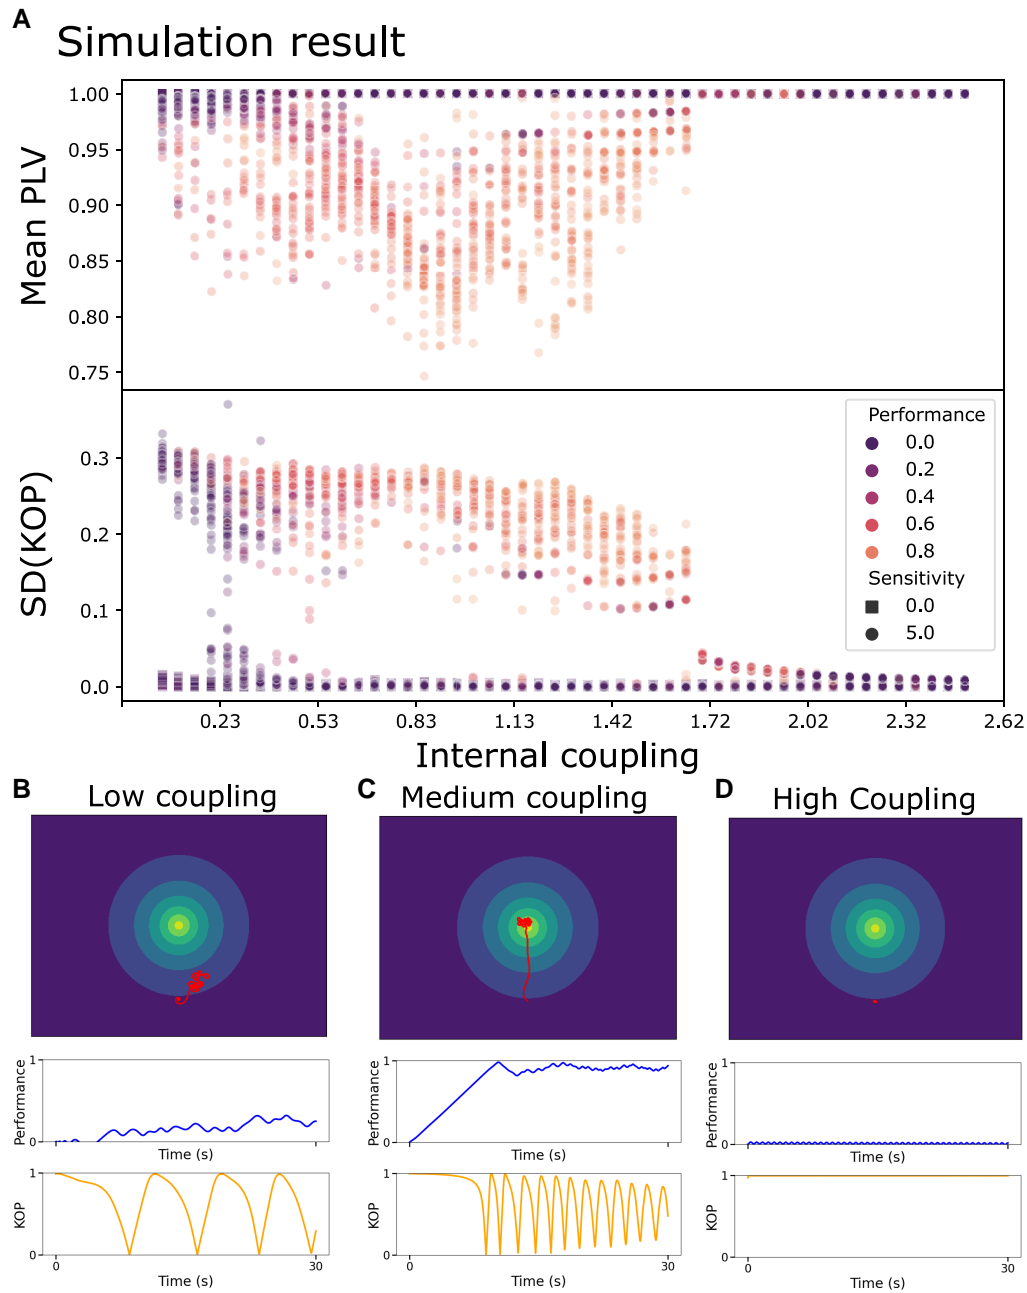 A
Simulation result
Mean PLV
1.00
0.95
0.90
0.85
0.80
0.75
SD(KOP)
0.3
0.2
0.1
0.0
Performance
0.0
0.2
0.4
0.6
0.8
Sensitivity
0.0
5.0
0.23 0.53 0.83 1.13 1.42 1.72 2.02 2.32 2.62
Internal coupling
B Low coupling
C Medium coupling
D High Coupling
Performance
1
0
Time (s)
Performance
1
0
Time (s)
Performance
1
0
Time (s)
KOP
1
0
0 30
Time (s)
KOP
1
0
0 30
Time (s)
KOP
1
0
0 30
Time (s)